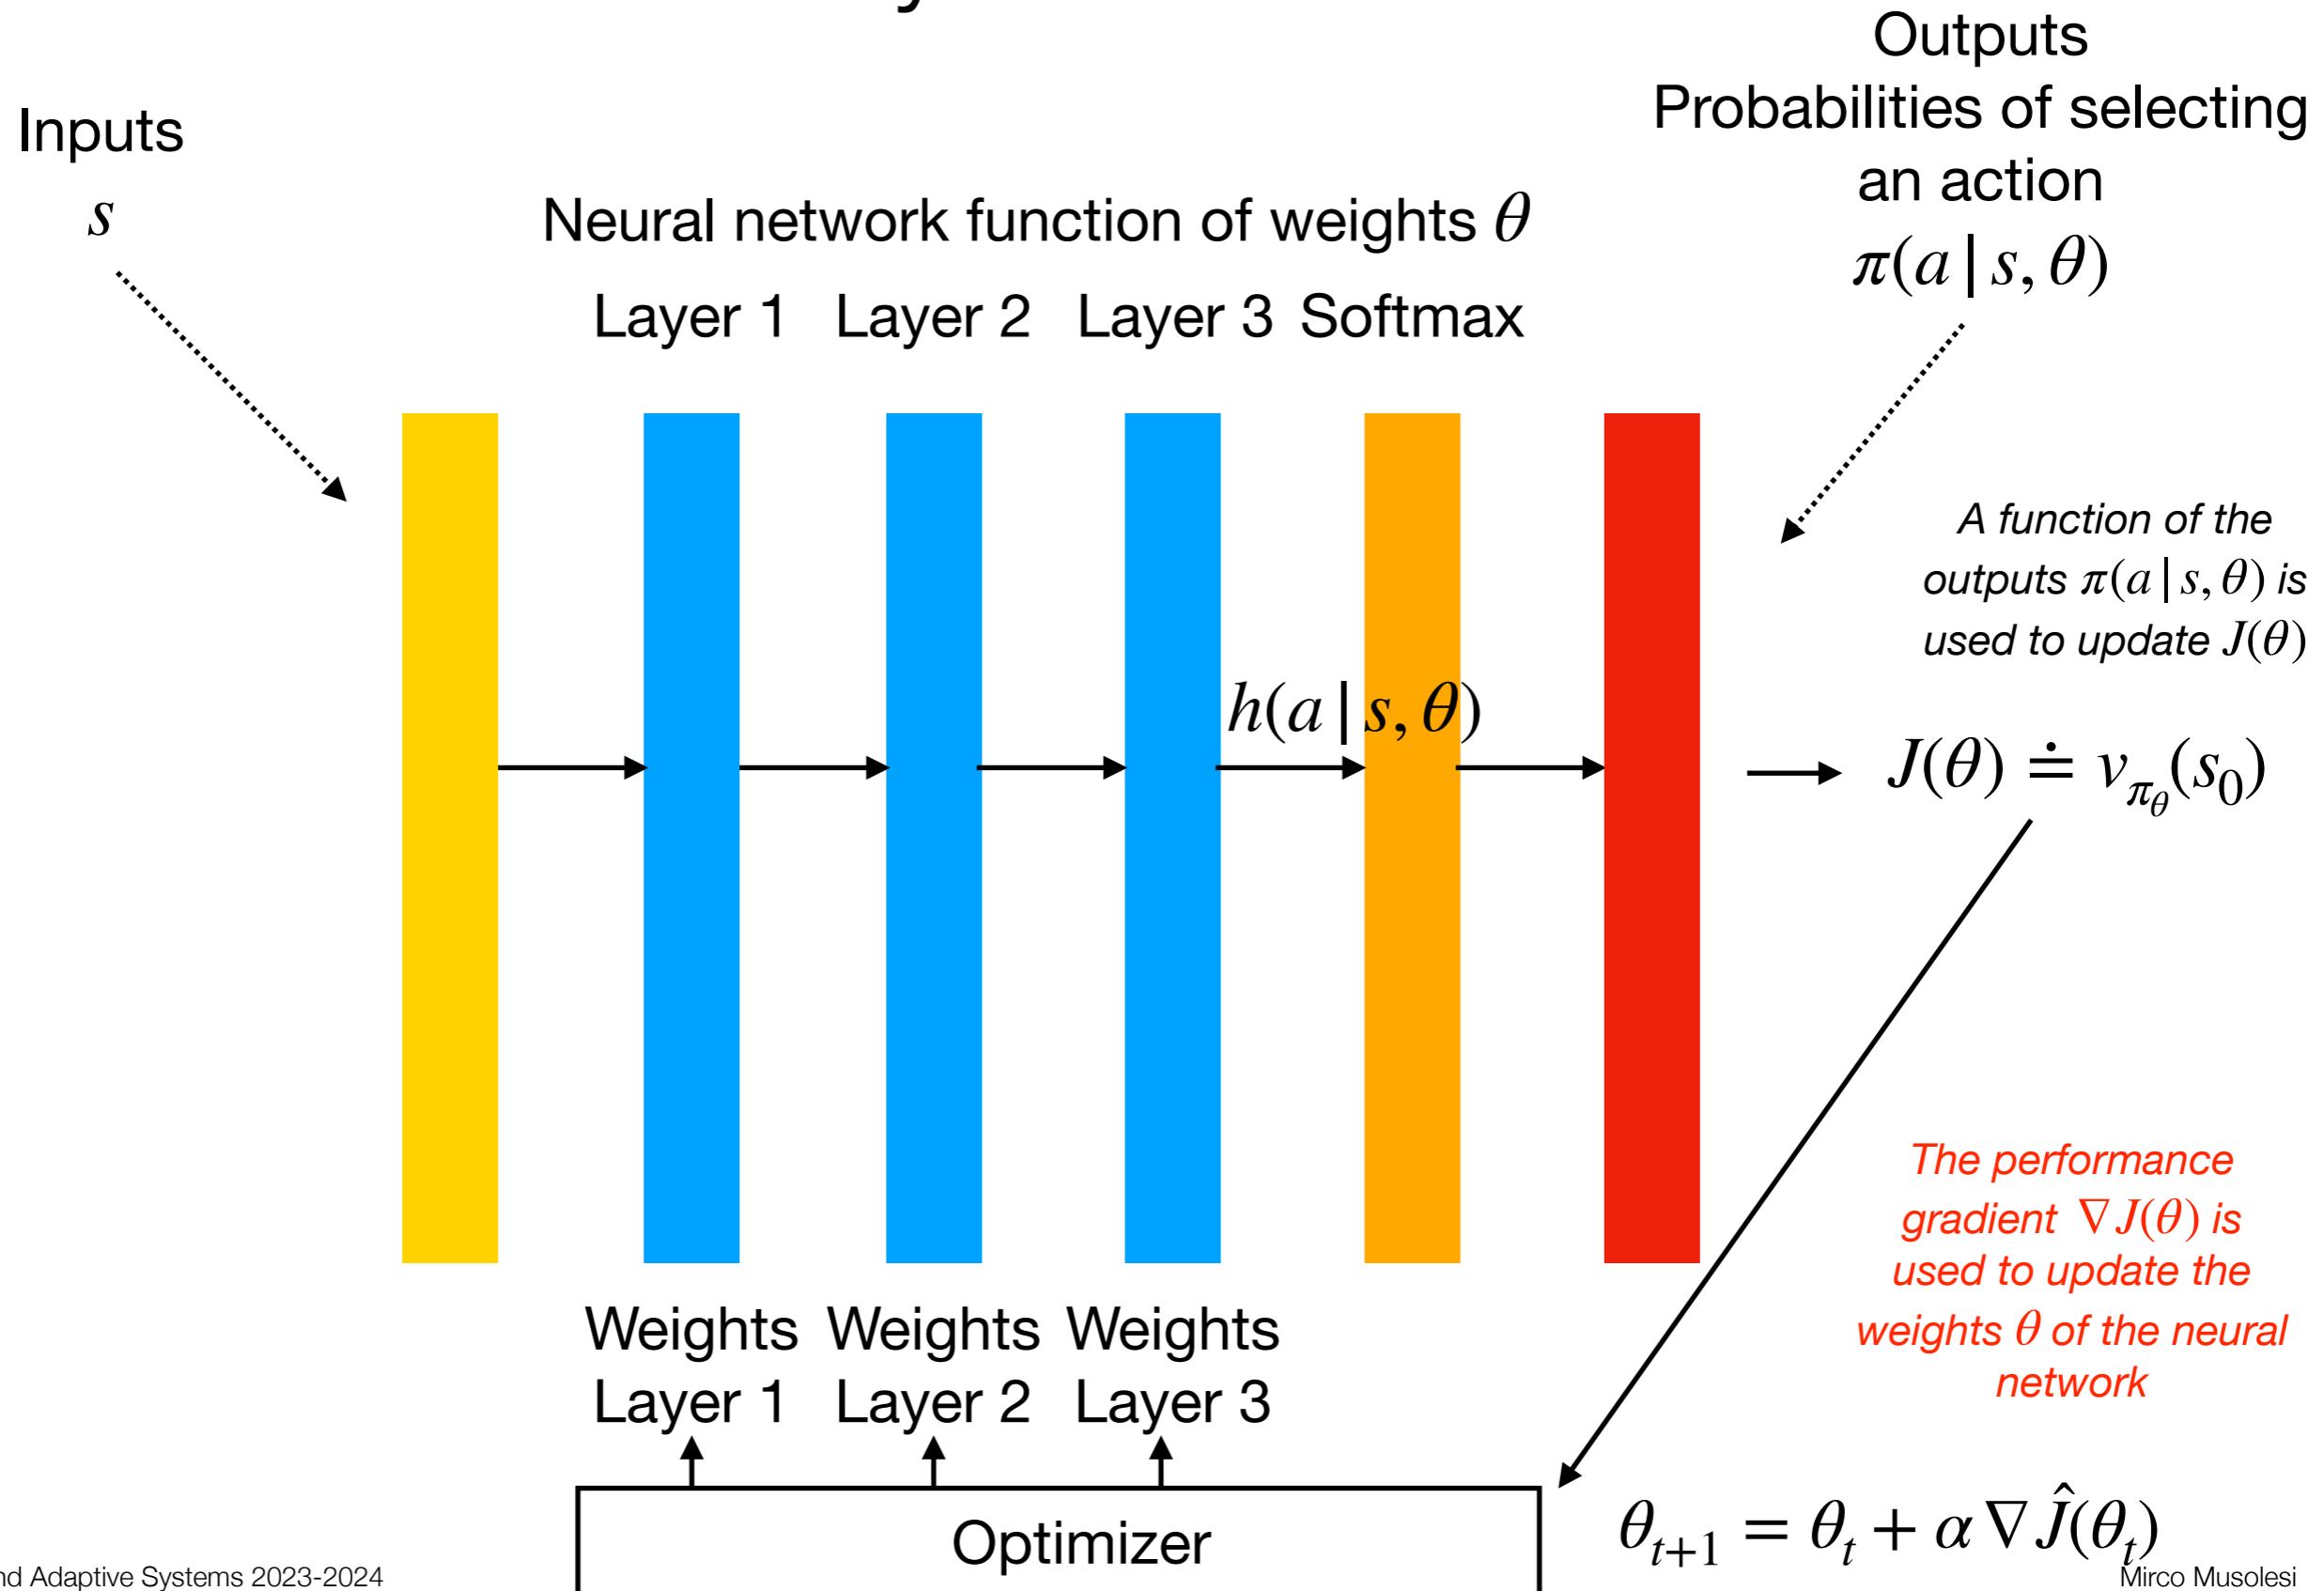 Inputs
s
Neural network function of weights θ
Layer 1 Layer 2 Layer 3 Softmax
Outputs
Probabilities of selecting
an action
π(a | s, θ)
A function of the
outputs π(a | s, θ) is
used to update J(θ)
h(a | s, θ)
J(θ) ≐ v_{π_θ}(s_0)
The performance
gradient ∇J(θ) is
used to update the
weights θ of the neural
network
Weights Weights Weights
Layer 1 Layer 2 Layer 3
Optimizer
θ_{t+1} = θ_t + α∇Ĵ(θ_t)
nd Adaptive Systems 2023-2024
Mirco Musolesi